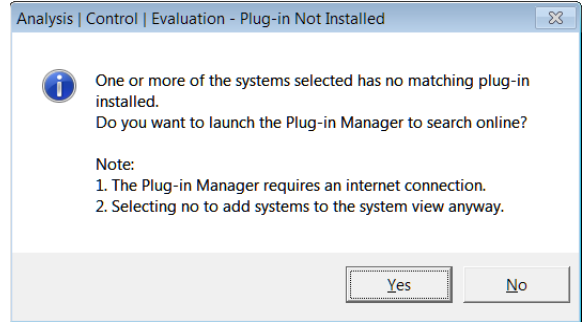 Analysis | Control | Evaluation - Plug-in Not Installed
One or more of the systems selected has no matching plug-in
installed.
Do you want to launch the Plug-in Manager to search online?
Note:
1. The Plug-in Manager requires an internet connection.
2. Selecting no to add systems to the system view anyway.
Yes
No